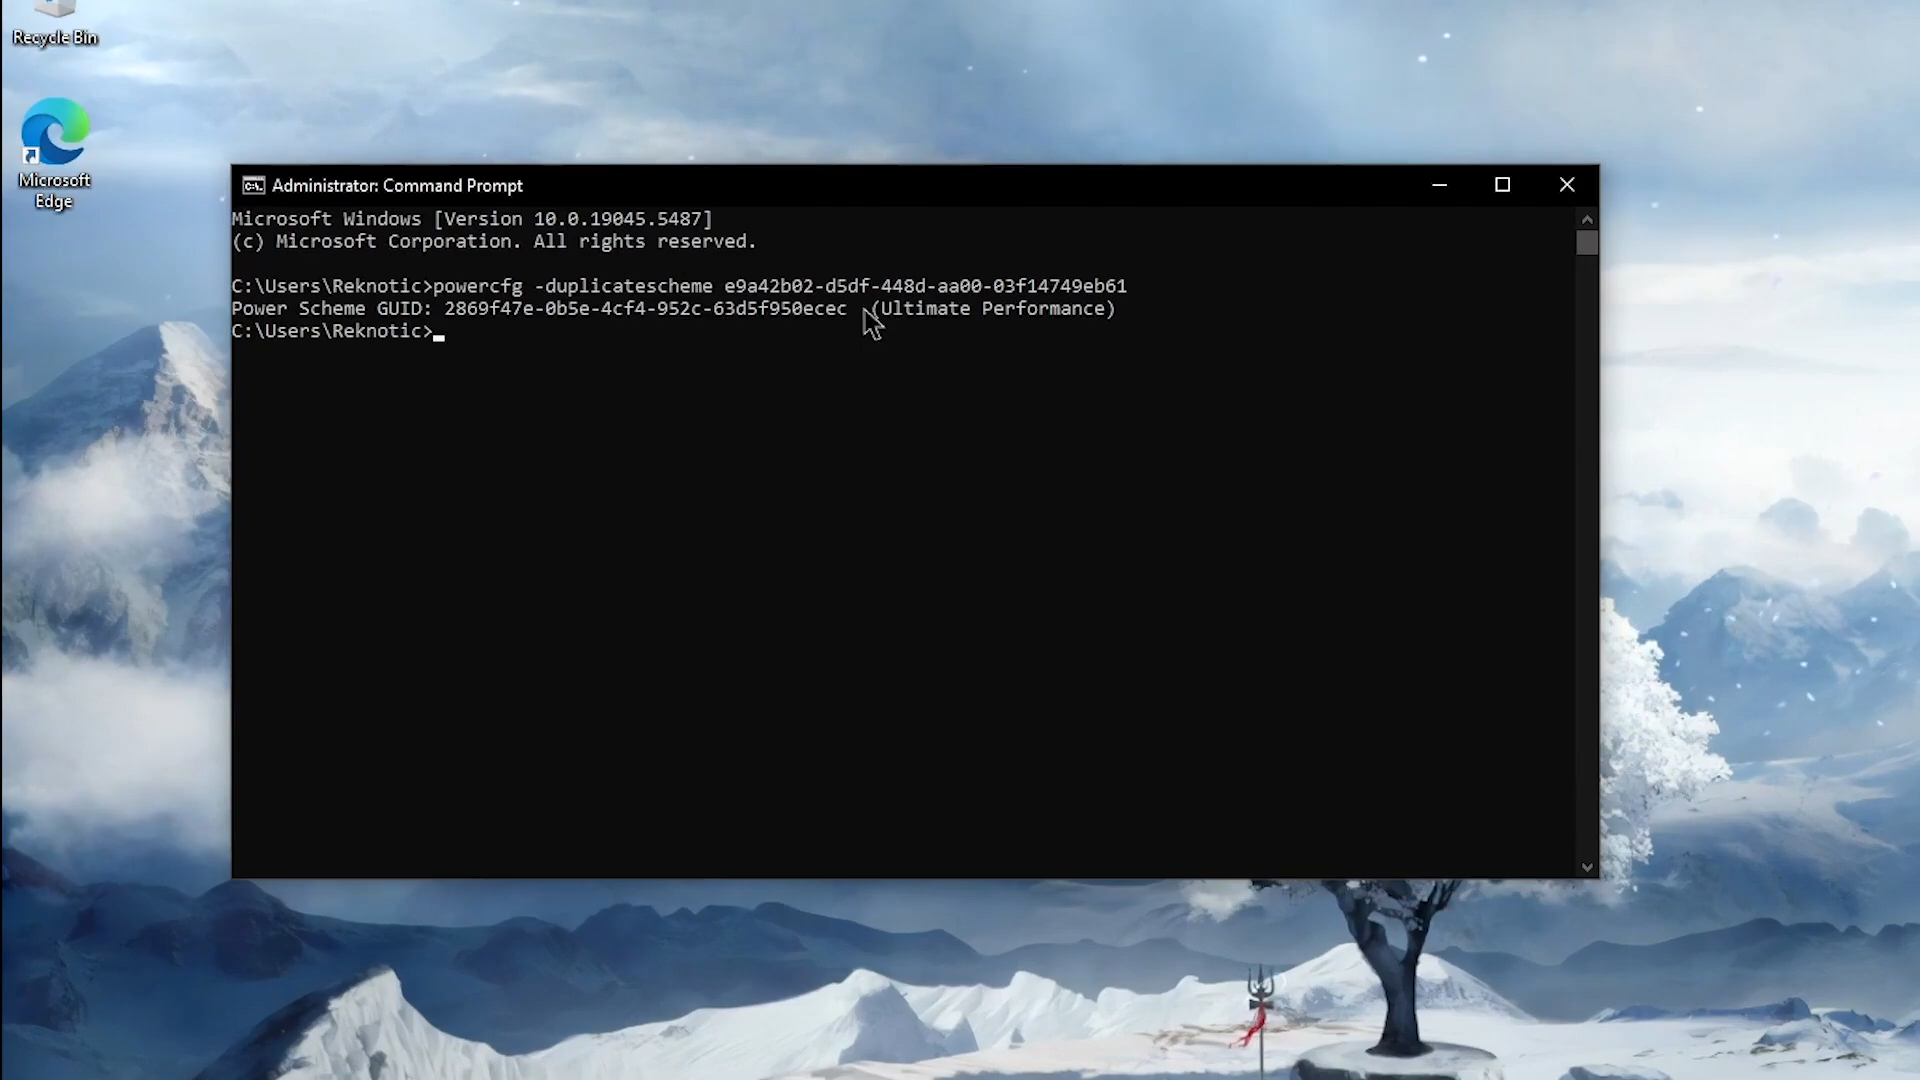 Recycle Bin
Microsoft
Edge
Administrator: Command Prompt
Microsoft Windows [Version 10.0.19045.5487]
(c) Microsoft Corporation. All rights reserved.
C:\Users\Reknotic>powercfg -duplicatescheme e9a42b02-d5df-448d-aa00-03f14749eb61
Power Scheme GUID: 2869f47e-0b5e-4cf4-952c-63d5f950ecec  (Ultimate Performance)
C:\Users\Reknotic>